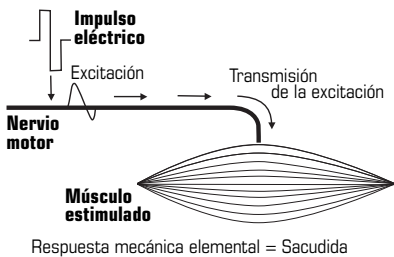 Impulso
eléctrico
Excitación
Transmisión
de la excitación
Nervio
motor
Músculo
estimulado
Respuesta mecánica elemental = Sacudida